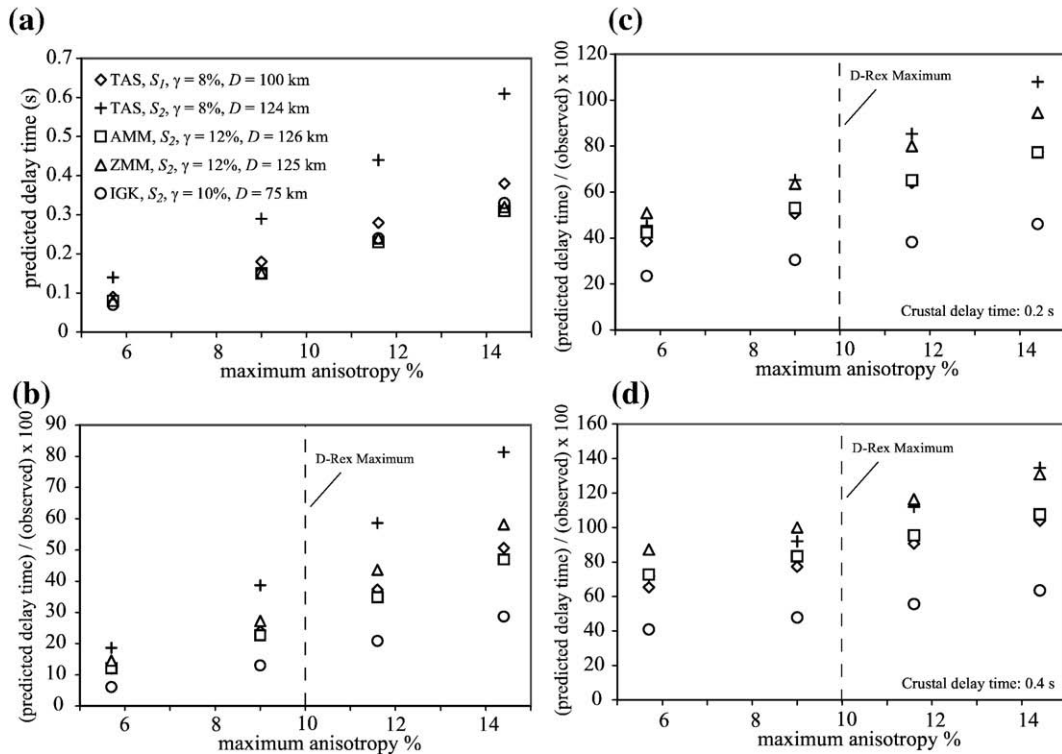 (a)
predicted delay time (s)
0.7
0.6
0.5
0.4
0.3
0.2
0.1
0
TAS, S1, γ = 8%, D = 100 km
TAS, S2, γ = 8%, D = 124 km
AMM, S2, γ = 12%, D = 126 km
ZMM, S2, γ = 12%, D = 125 km
IGK, S2, γ = 10%, D = 75 km
6 8 10 12 14
maximum anisotropy %
(b)
(predicted delay time) / (observed) x 100
90
80
70
60
50
40
30
20
10
0
D-Rex Maximum
6 8 10 12 14
maximum anisotropy %
(c)
(predicted delay time) / (observed) x 100
120
100
80
60
40
20
0
D-Rex Maximum
Crustal delay time: 0.2 s
6 8 10 12 14
maximum anisotropy %
(d)
(predicted delay time) / (observed) x 100
160
140
120
100
80
60
40
20
0
D-Rex Maximum
Crustal delay time: 0.4 s
6 8 10 12 14
maximum anisotropy %